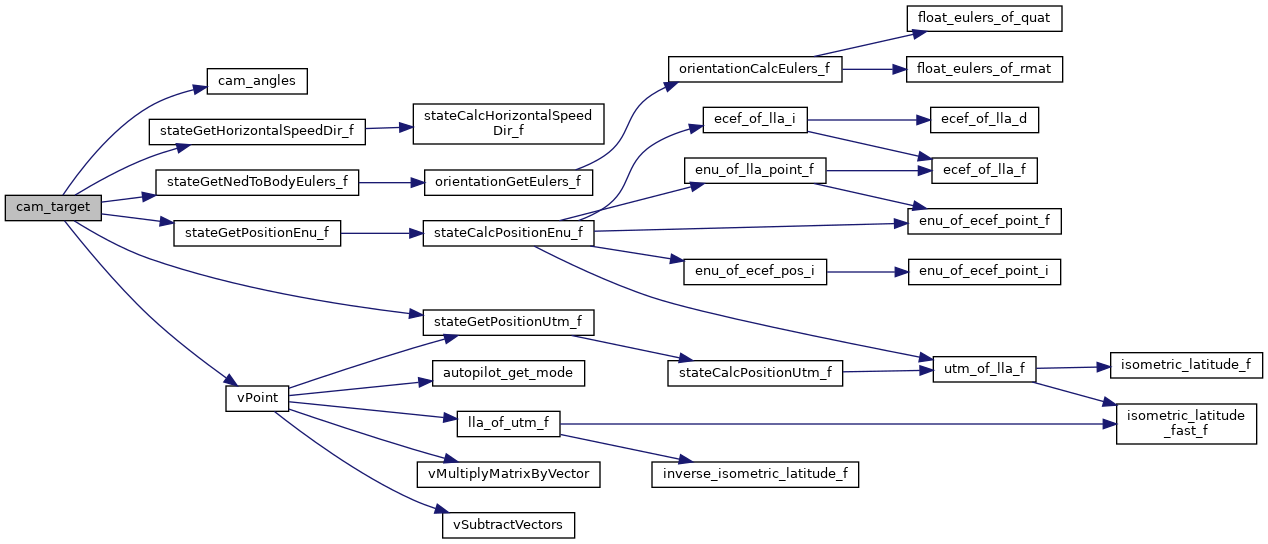 cam_target
cam_angles
stateGetHorizontalSpeedDir_f
stateCalcHorizontalSpeed
Dir_f
stateGetNedToBodyEulers_f
orientationGetEulers_f
orientationCalcEulers_f
float_eulers_of_quat
float_eulers_of_rmat
stateGetPositionEnu_f
stateCalcPositionEnu_f
ecef_of_lla_i
ecef_of_lla_d
ecef_of_lla_f
enu_of_lla_point_f
enu_of_ecef_point_f
enu_of_ecef_pos_i
enu_of_ecef_point_i
stateGetPositionUtm_f
stateCalcPositionUtm_f
utm_of_lla_f
isometric_latitude_f
isometric_latitude
_fast_f
vPoint
autopilot_get_mode
lla_of_utm_f
inverse_isometric_latitude_f
vMultiplyMatrixByVector
vSubtractVectors